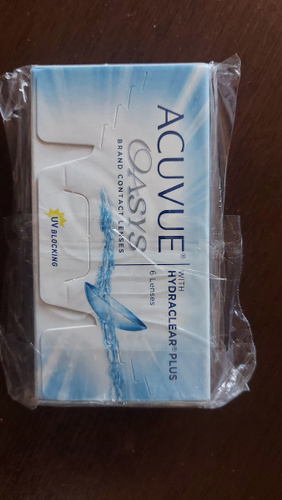 ACUVUE®
OASYS
BRAND CONTACT LENSES
WITH
HYDRACLEAR® PLUS
6 Lenses
UV BLOCKING